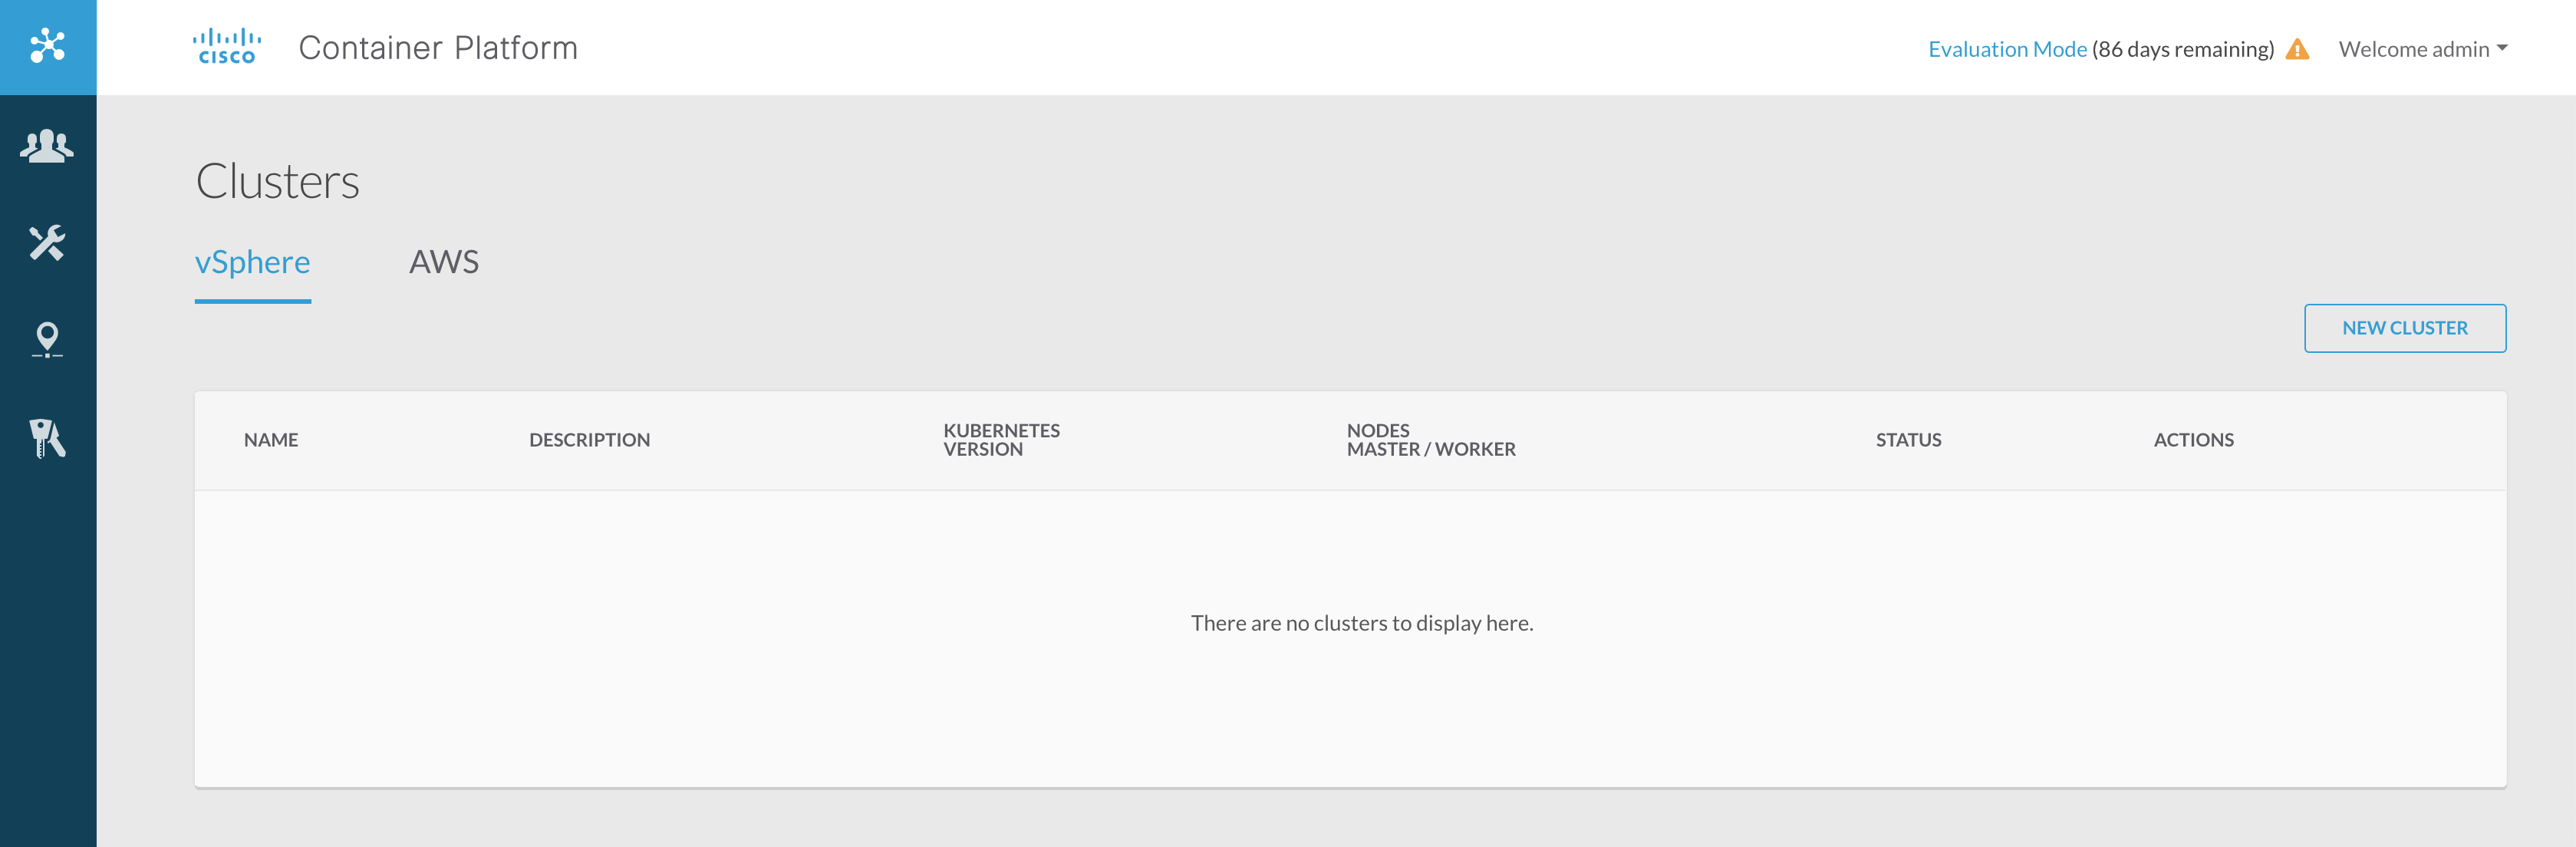 CISCO Container Platform
Evaluation Mode (86 days remaining) Welcome admin
Clusters
vSphere AWS
NEW CLUSTER
NAME DESCRIPTION KUBERNETES VERSION NODES MASTER / WORKER STATUS ACTIONS
There are no clusters to display here.